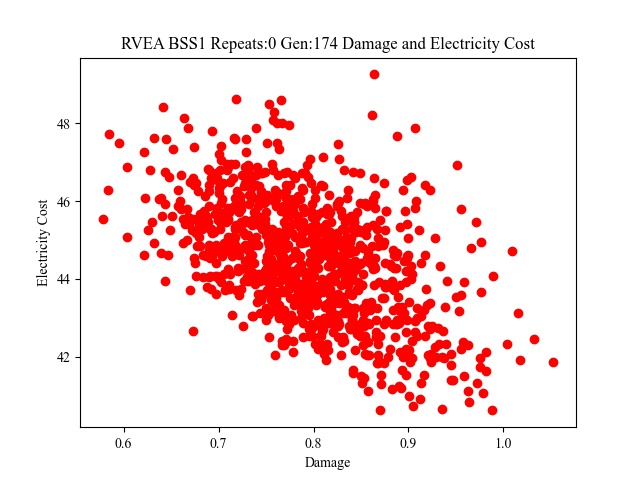 RVEA BSS1 Repeats:0 Gen:174 Damage and Electricity Cost
48
46
44
42
Electricity Cost
0.6 0.7 0.8 0.9 1.0
Damage